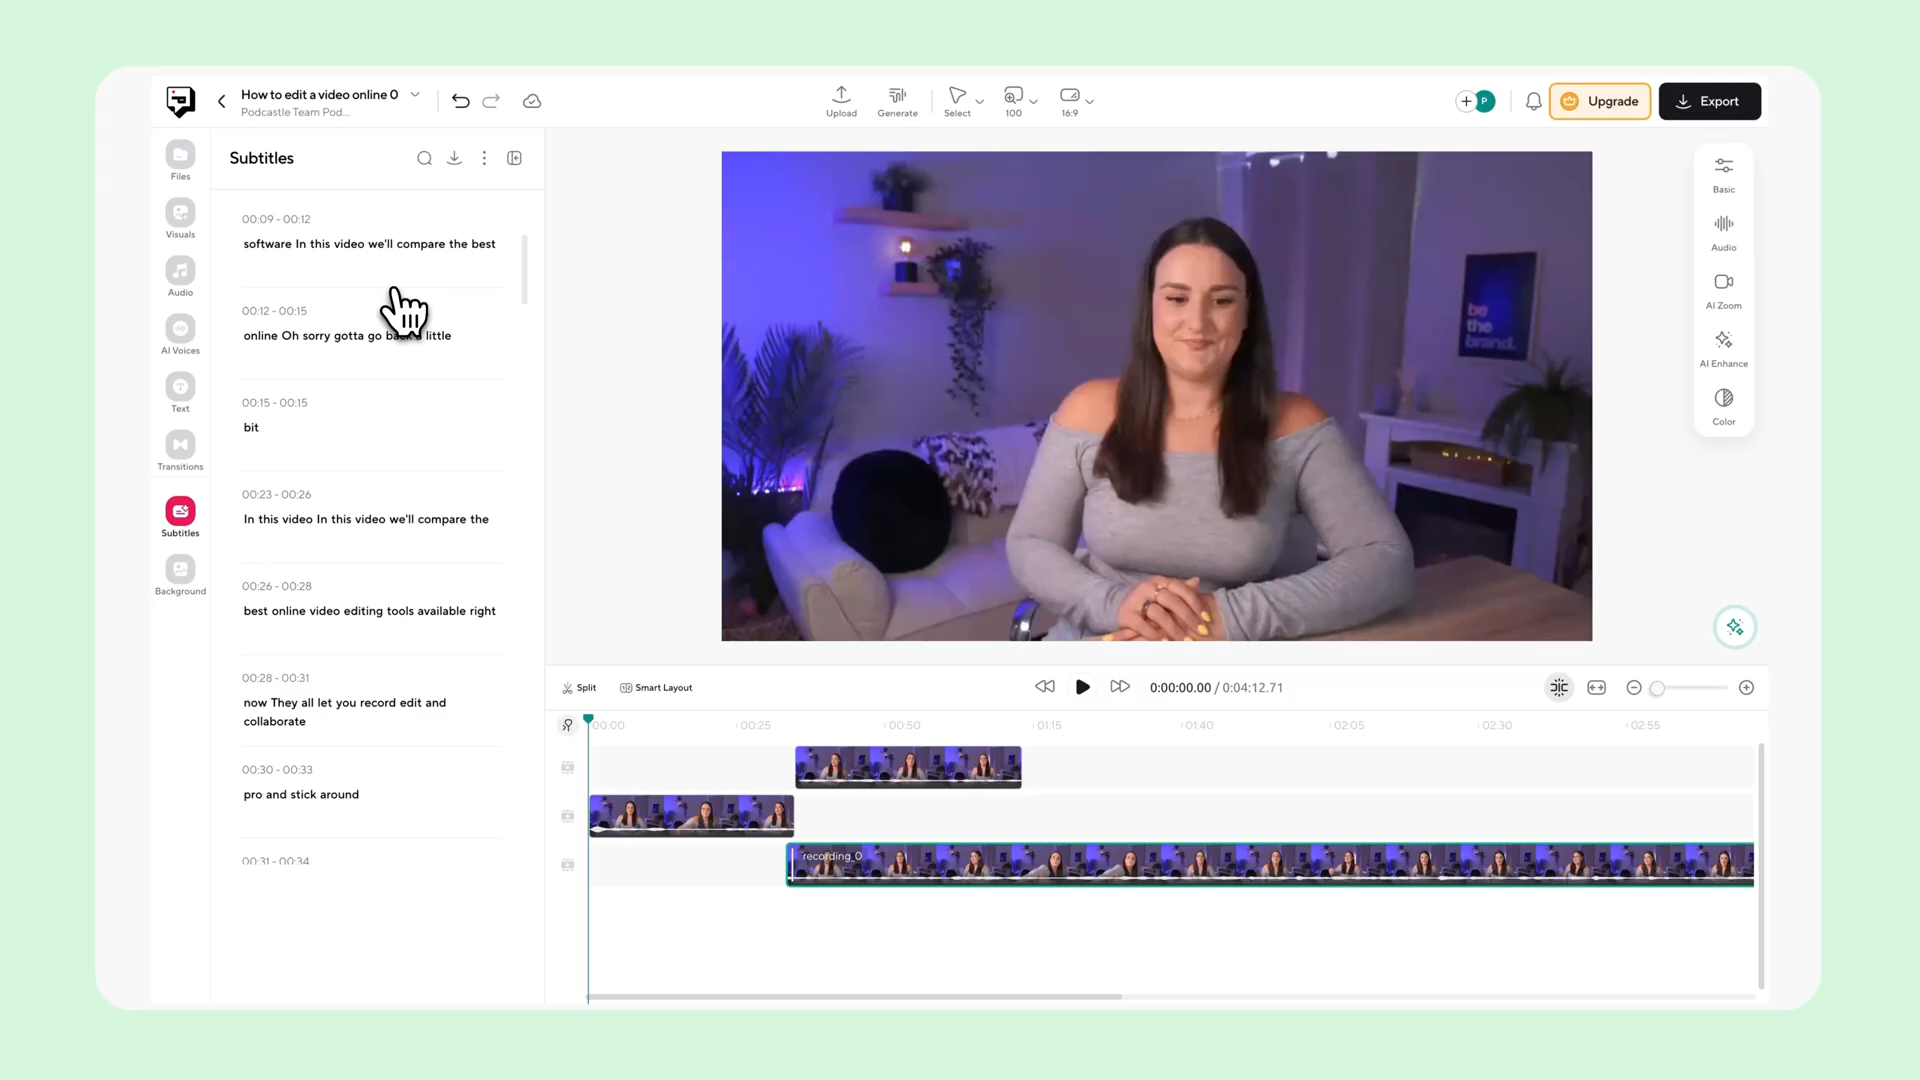 How to edit a video online 0
Podcastle Team Pod...
Upload
Generate
Select
100
16:9
P
Upgrade
Export
Files
Visuals
Audio
AI Voices
Text
Transitions
Subtitles
Background
Subtitles
00:09 - 00:12
software In this video we'll compare the best
00:12 - 00:15
online Oh sorry gotta go back a little
00:15 - 00:15
bit
00:23 - 00:26
In this video In this video we'll compare the
00:26 - 00:28
best online video editing tools available right
00:28 - 00:31
now They all let you record edit and
collaborate
00:30 - 00:33
pro and stick around
00:31 - 00:34
be
the
brand.
Basic
Audio
AI Zoom
AI Enhance
Color
Split
Smart Layout
0:00:00.00 / 0:04:12.71
00:00
00:25
00:50
01:15
01:40
02:05
02:30
02:55
recording_0